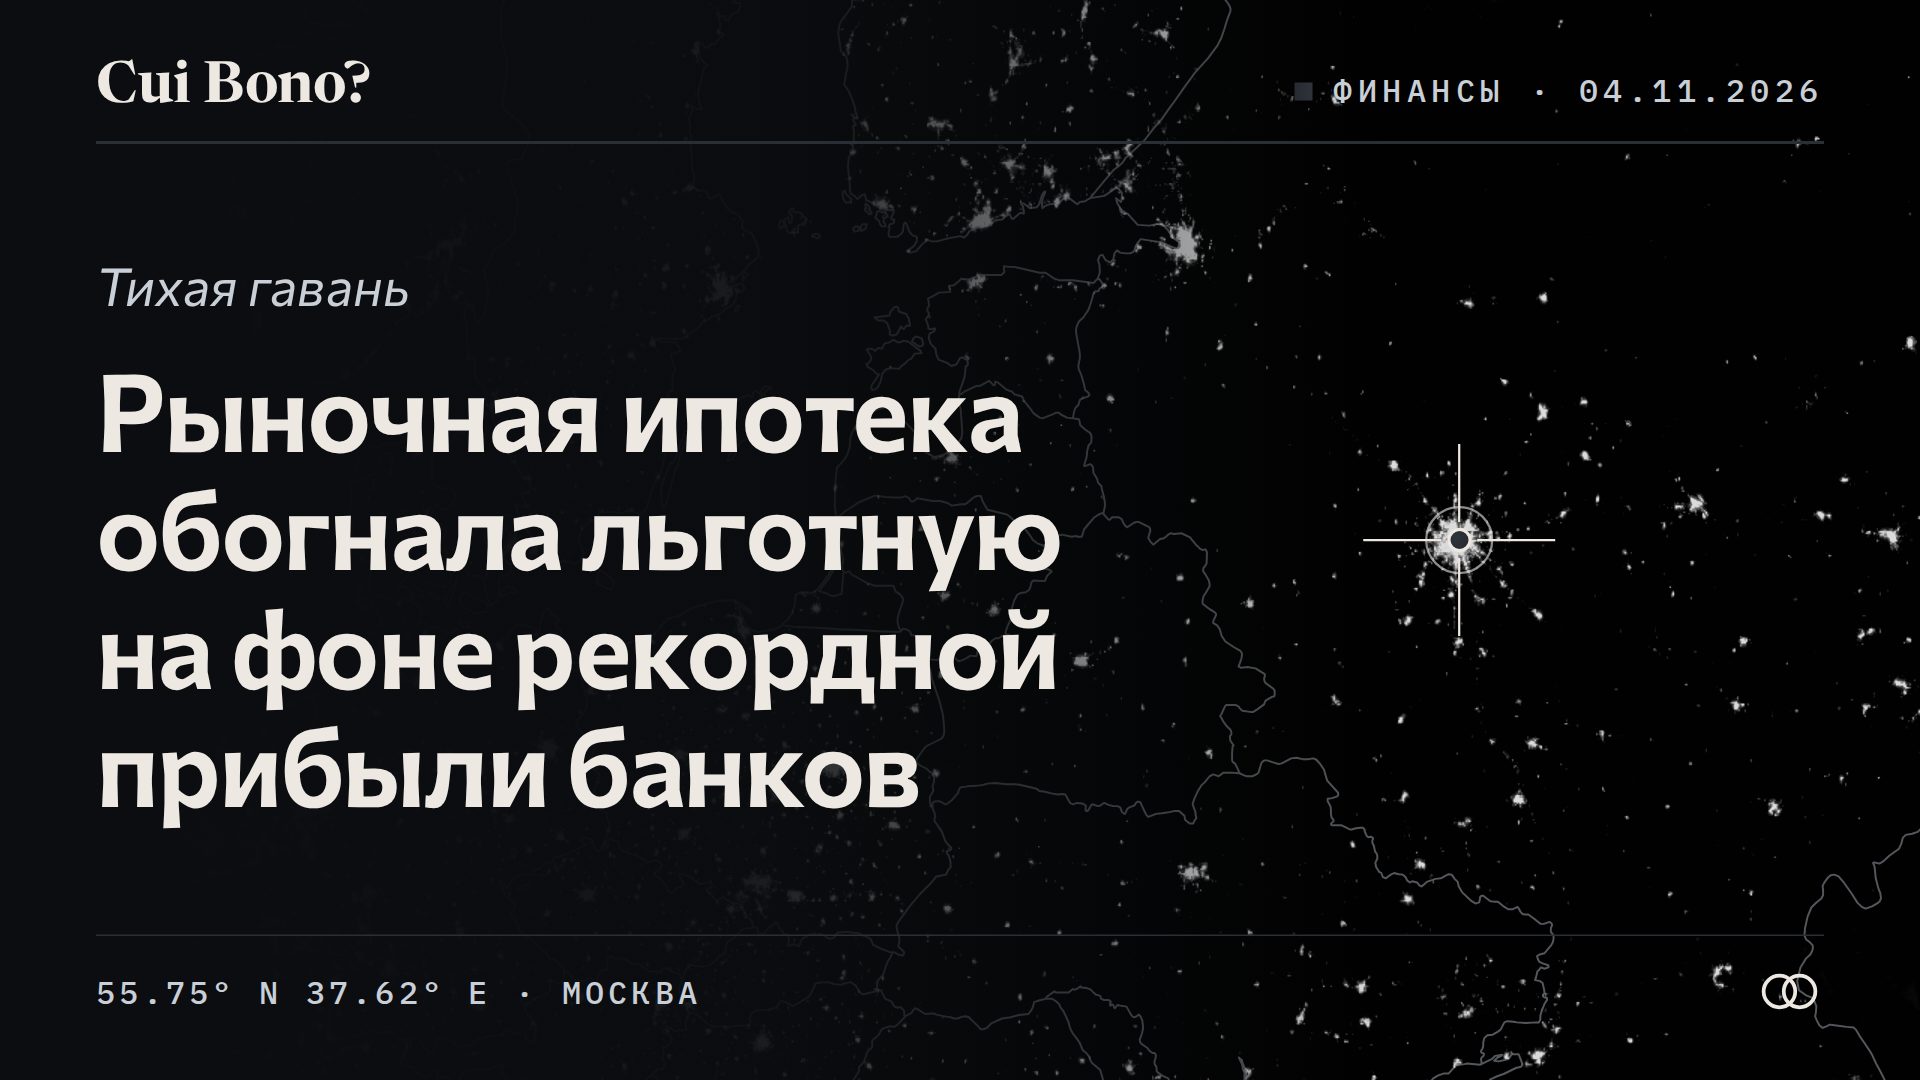 Cui Bono?
ФИНАНСЫ · 04.11.2026
Тихая гавань
Рыночная ипотека
обогнала льготную
на фоне рекордной
прибыли банков
55.75° N 37.62° E · МОСКВА